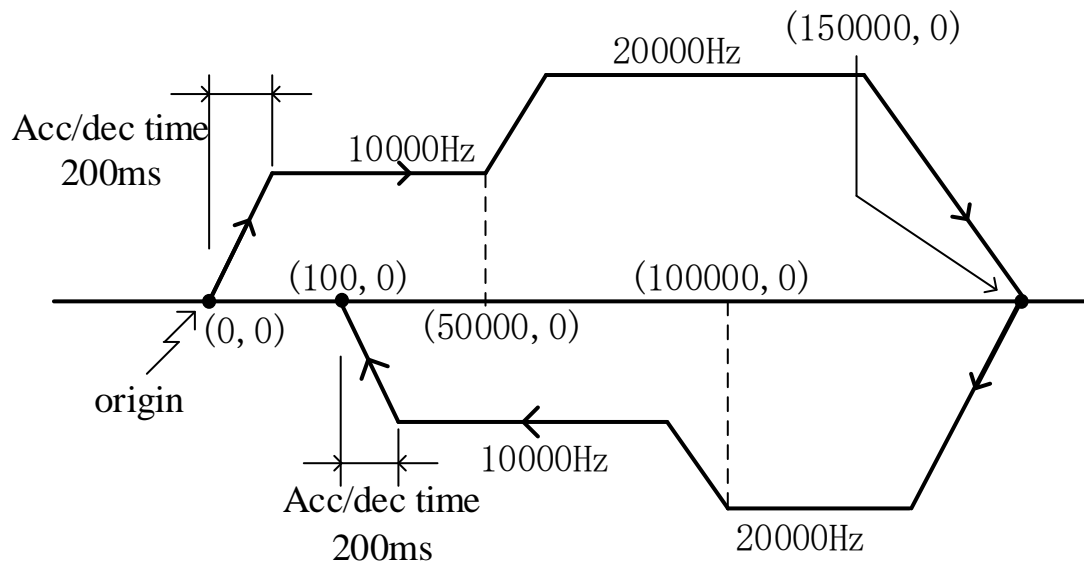 (150000,0)
20000Hz
Acc/dec time
200ms
10000Hz
(100,0)
(100000,0)
(0,0)
(50000,0)
origin
10000Hz
Acc/dec time
200ms
20000Hz